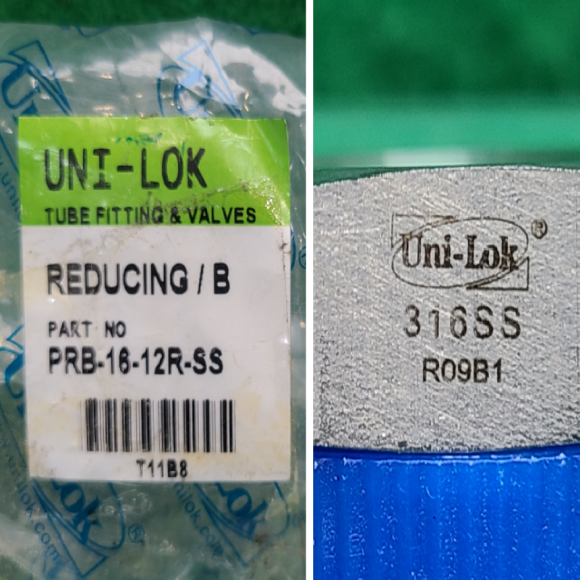 UNI-LOK
TUBE FITTING & VALVES
REDUCING / B
PART NO
PRB-16-12R-SS
T11B8
Uni-Lok®
316SS
R09B1